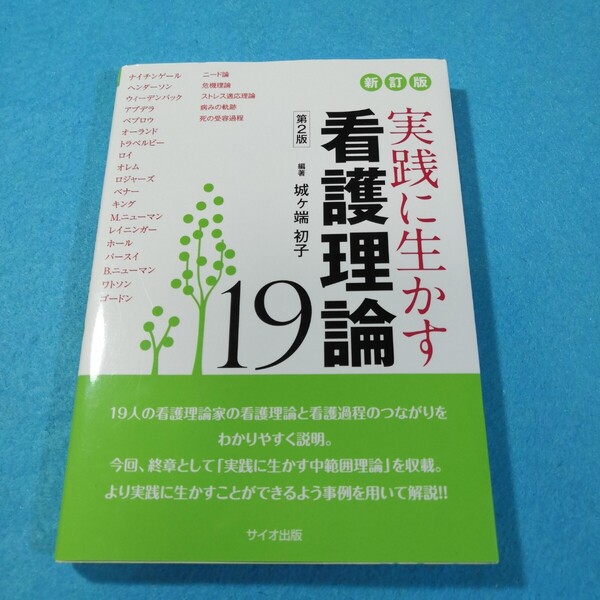 新訂版
実践に生かす
看護理論
19
第2版
編著 城ヶ端 初子
ナイチンゲール
ヘンダーソン
ウィーデンバック
アブデラ
ペプロウ
オーランド
トラベルビー
ロイ
オレム
ロジャーズ
ベナー
キング
M.ニューマン
レイニンガー
ホール
パースイ
B.ニューマン
ワトソン
ゴードン
ニード論
危機理論
ストレス適応理論
病みの軌跡
死の受容過程
19人の看護理論家の看護理論と看護過程のつながりを
わかりやすく説明。
今回、終章として「実践に生かす中範囲理論」を収載。
より実践に生かすことができるよう事例を用いて解説!!
サイオ出版